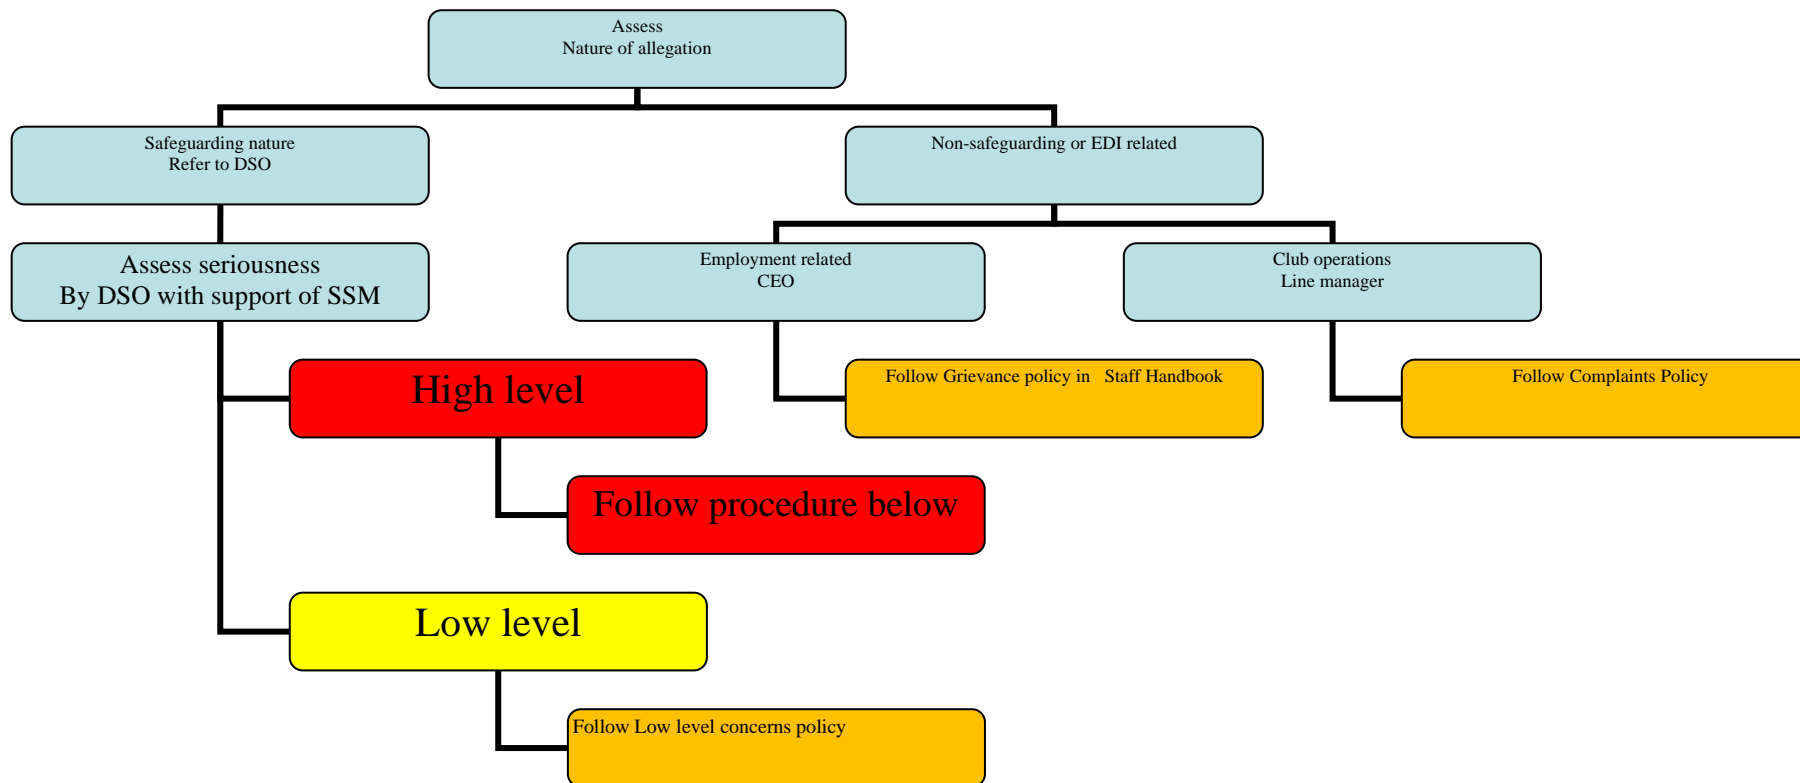 Assess
Nature of allegation
Safeguarding nature
Refer to DSO
Non-safeguarding or EDI related
Assess seriousness
By DSO with support of SSM
Employment related
CEO
Club operations
Line manager
High level
Follow Grievance policy in Staff Handbook
Follow Complaints Policy
Follow procedure below
Low level
Follow Low level concerns policy